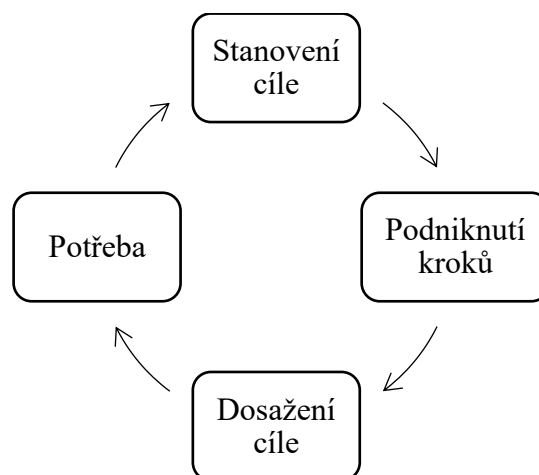 Stanovení
cíle
Potřeba
Podniknutí
kroků
Dosažení
cíle